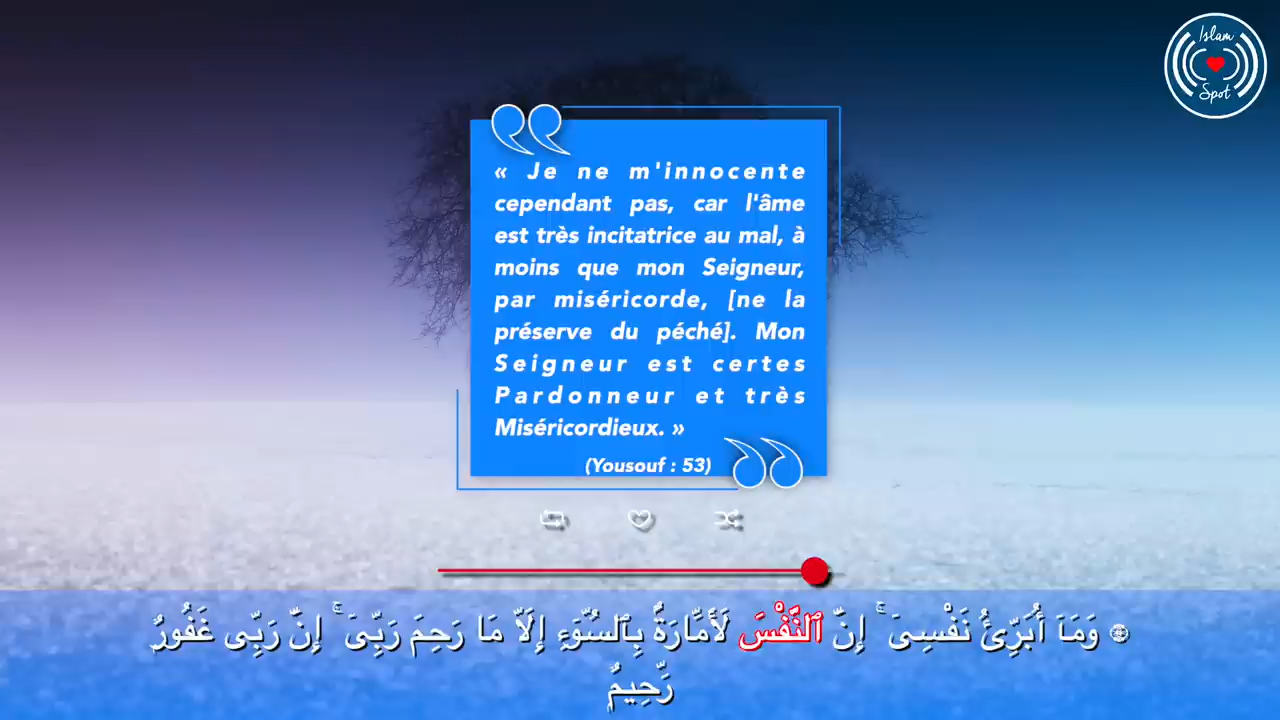 Islam
Spot
« Je ne m'innocente
cependant pas, car l'âme
est très incitatrice au mal, à
moins que mon Seigneur,
par miséricorde, [ne la
préserve du péché]. Mon
Seigneur est certes
Pardonneur et très
Miséricordieux. »
(Yousouf : 53)
۞ وَمَآ أُبَرِّئُ نَفْسِىٓ ۚ إِنَّ ٱلنَّفْسَ لَأَمَّارَةٌۢ بِٱلسُّوٓءِ إِلَّا مَا رَحِمَ رَبِّىٓ ۚ إِنَّ رَبِّى غَفُورٌ
رَّحِيمٌ